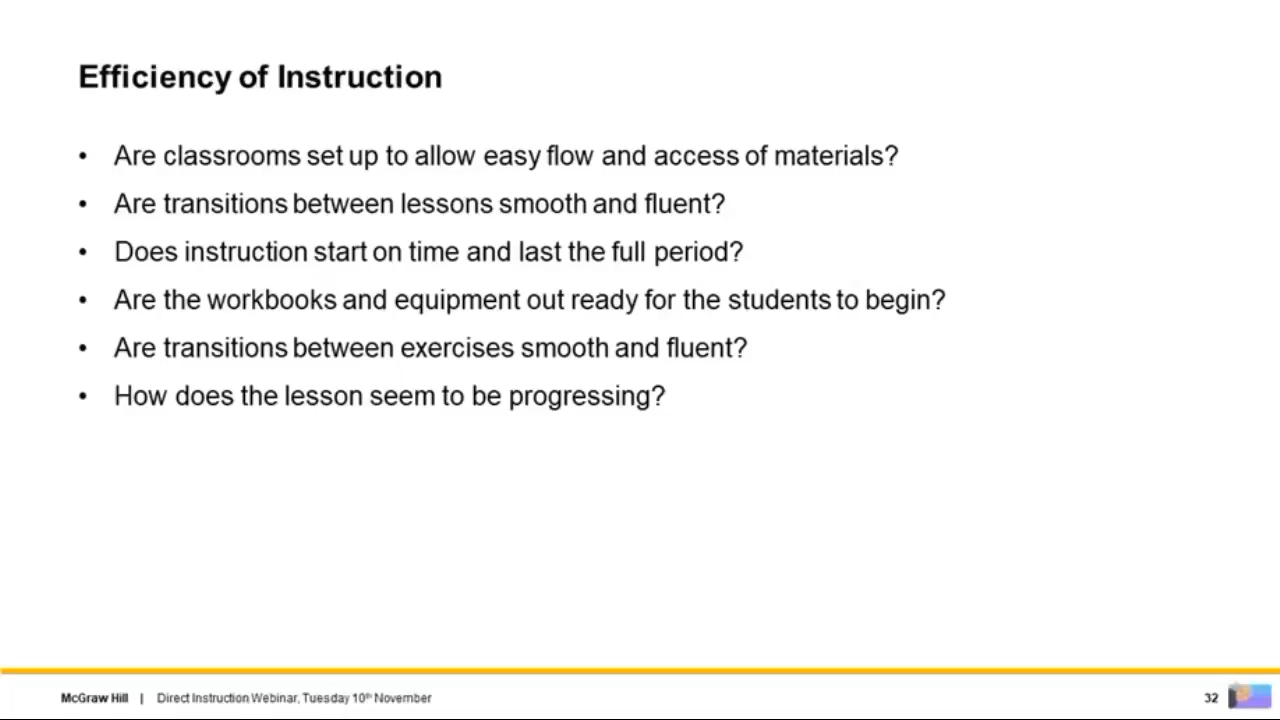 Efficiency of Instruction
• Are classrooms set up to allow easy flow and access of materials?
• Are transitions between lessons smooth and fluent?
• Does instruction start on time and last the full period?
• Are the workbooks and equipment out ready for the students to begin?
• Are transitions between exercises smooth and fluent?
• How does the lesson seem to be progressing?
McGraw Hill | Direct Instruction Webinar, Tuesday 10th November 32